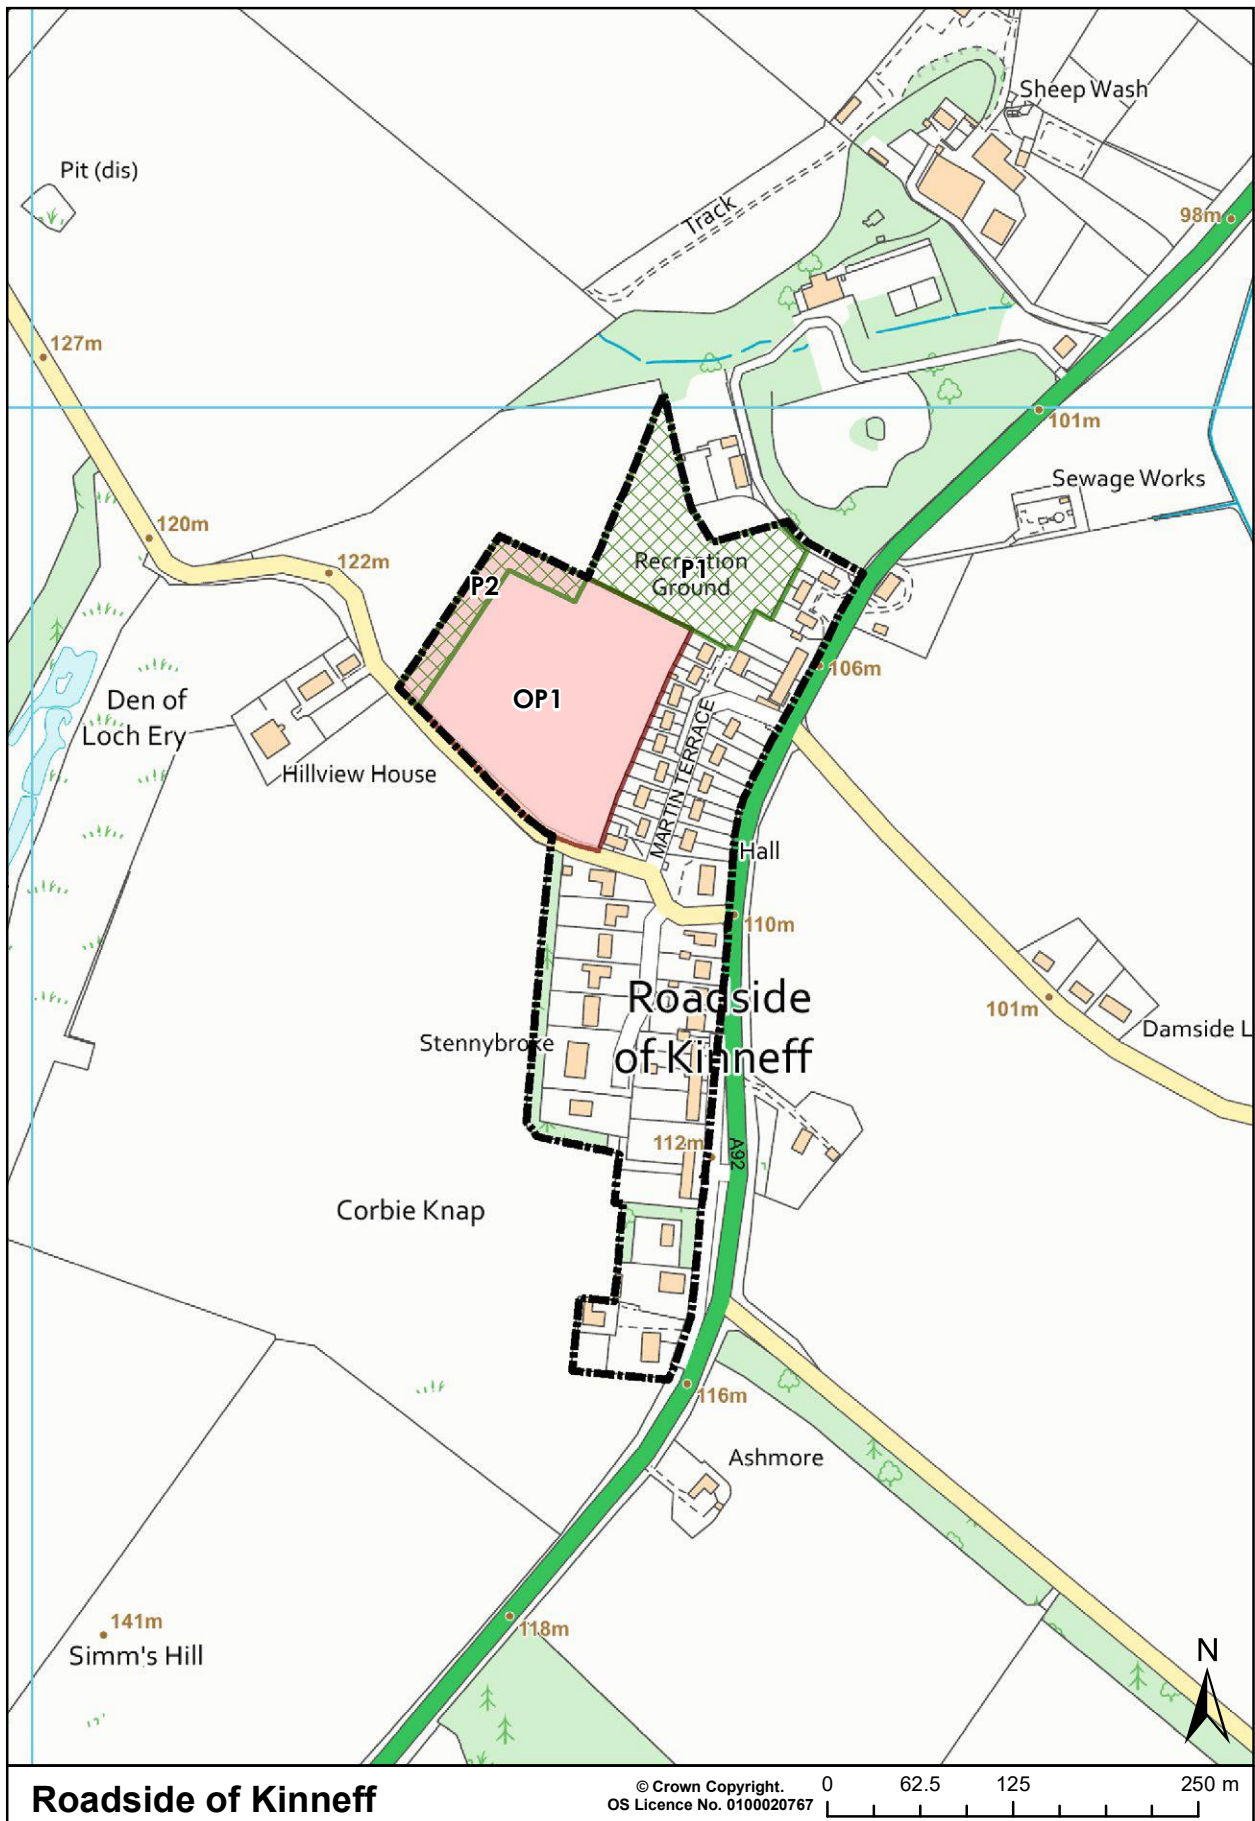 Sheep Wash
Pit (dis)
Track
98m
127m
101m
Sewage Works
120m
122m
Recreation
Ground
P1
P2
OP1
106m
Den of
Loch Ery
Hillview House
MARTIN TERRACE
Hall
110m
Roadside
of Kinneff
101m
Damside L
Stennybroke
112m
A92
Corbie Knap
116m
Ashmore
118m
141m
Simm's Hill
N
Roadside of Kinneff
© Crown Copyright.
OS Licence No. 0100020767
0 62.5 125 250 m